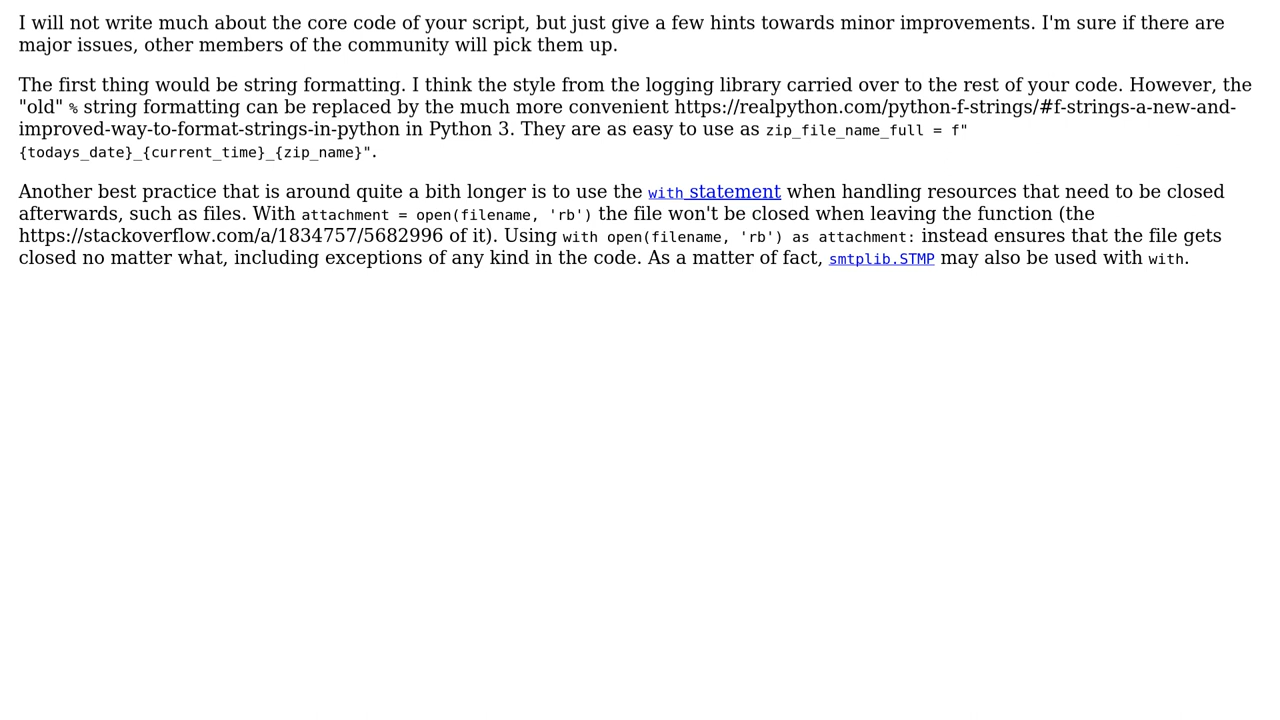 I will not write much about the core code of your script, but just give a few hints towards minor improvements. I'm sure if there are
major issues, other members of the community will pick them up.
The first thing would be string formatting. I think the style from the logging library carried over to the rest of your code. However, the
"old" % string formatting can be replaced by the much more convenient https://realpython.com/python-f-strings/#f-strings-a-new-and-
improved-way-to-format-strings-in-python in Python 3. They are as easy to use as zip_file_name_full = f"
{todays_date}_{current_time}_{zip_name}".
Another best practice that is around quite a bith longer is to use the with statement when handling resources that need to be closed
afterwards, such as files. With attachment = open(filename, 'rb') the file won't be closed when leaving the function (the
https://stackoverflow.com/a/1834757/5682996 of it). Using with open(filename, 'rb') as attachment: instead ensures that the file gets
closed no matter what, including exceptions of any kind in the code. As a matter of fact, smtplib.STMP may also be used with with.